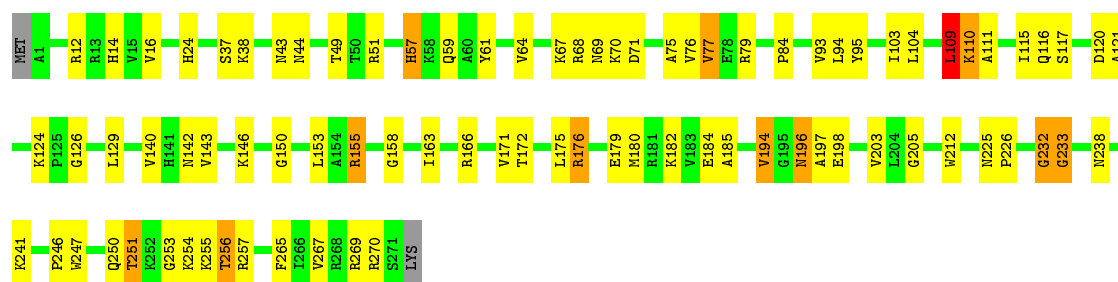 MET A1 R12 R13 H14 V15 V16 H24 S37 K38 N43 N44 T49 T50 R51 H57 K58 Q59 A60 Y61 V64 K67 R68 N69 K70 D71 A75 V76 V77 E78 R79 P84 V93 L94 Y95 I103 L104 L109 K110 A111 I115 Q116 S117 D120 A121
K124 P125 G126 L129 V140 H141 N142 V143 K146 G150 L153 A154 R155 G158 I163 R166 V171 T172 L175 R176 E179 M180 R181 K182 V183 E184 A185 V194 G195 N196 A197 E198 V203 L204 G205 W212 N225 P226 G232 G233 N238
K241 P246 W247 Q250 T251 K252 G253 K254 K255 T256 R257 F265 I266 V267 R268 R269 R270 S271 LYS